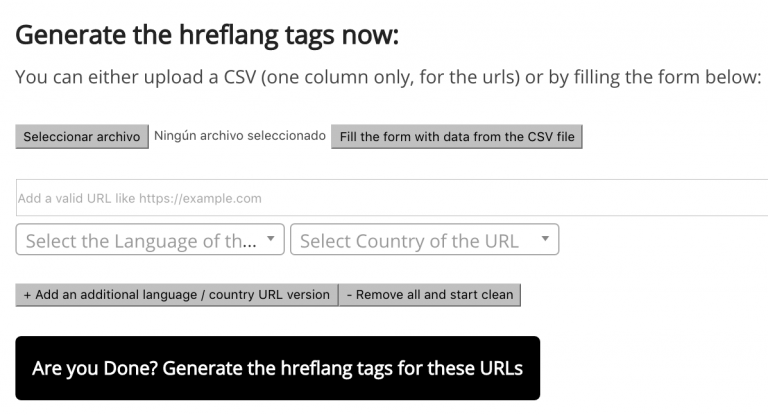 Generate the hreflang tags now:
You can either upload a CSV (one column only, for the urls) or by filling the form below:
Seleccionar archivo Ningún archivo seleccionado Fill the form with data from the CSV file
Add a valid URL like https://example.com
Select the Language of th... Select Country of the URL
+ Add an additional language / country URL version - Remove all and start clean
Are you Done? Generate the hreflang tags for these URLs